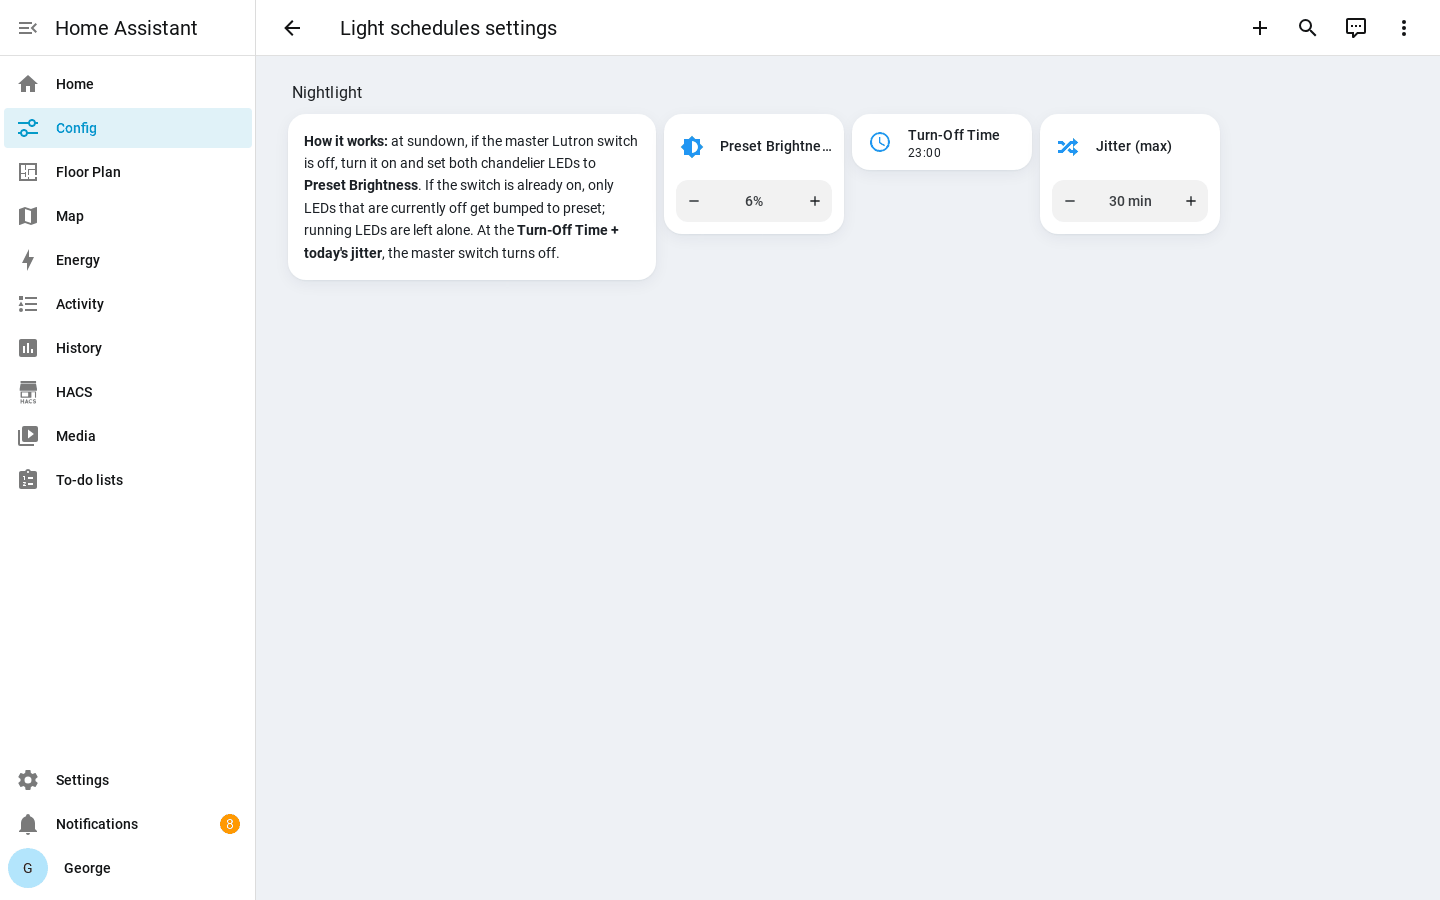 Home Assistant
Light schedules settings
Home
Config
Floor Plan
Map
Energy
Activity
History
HACS
HACS
Media
To-do lists
Settings
Notifications
8
G
George
Nightlight
How it works: at sundown, if the master Lutron switch
is off, turn it on and set both chandelier LEDs to
Preset Brightness. If the switch is already on, only
LEDs that are currently off get bumped to preset;
running LEDs are left alone. At the Turn-Off Time +
today's jitter, the master switch turns off.
Preset Brightne...
6%
Turn-Off Time
23:00
Jitter (max)
30 min